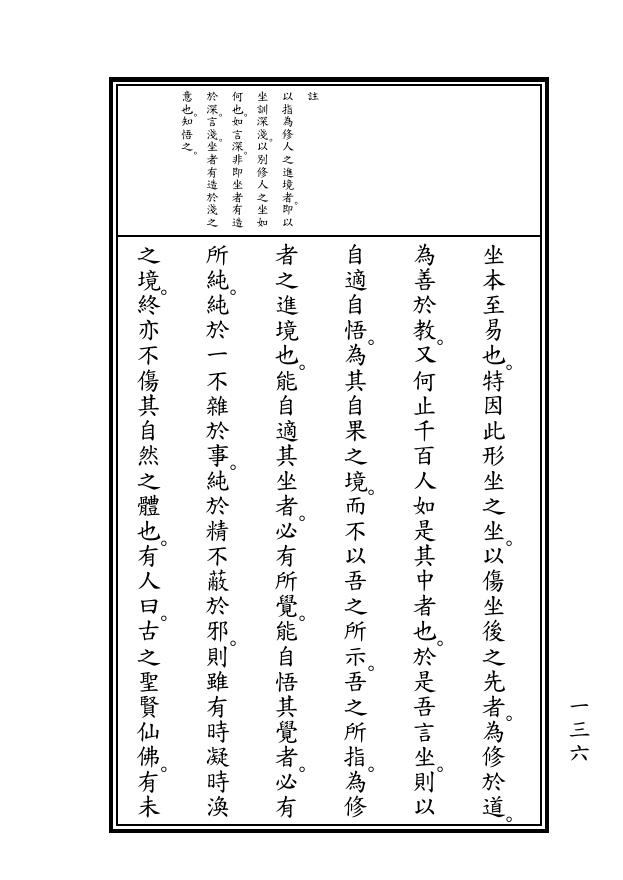 註
以指為修人之進境者。即以
坐訓深淺。以別修人之坐如
何也。如言深。非即坐者有造
於深。言淺。坐者有造於淺之
意也。知悟之。
坐本至易也。特因此形坐之坐。以傷坐後之先者。為修於道。
為善於教。又何止千百人如是其中者也。於是吾言坐。則以
自適自悟。為其自果之境。而不以吾之所示。吾之所指。為修
者之進境也。能自適其坐者。必有所覺。能自悟其覺者。必有
所純。純於一不雜於事。純於精不蔽於邪。則雖有時凝時渙
之境。終亦不傷其自然之體也。有人曰。古之聖賢仙佛。有未
一三六